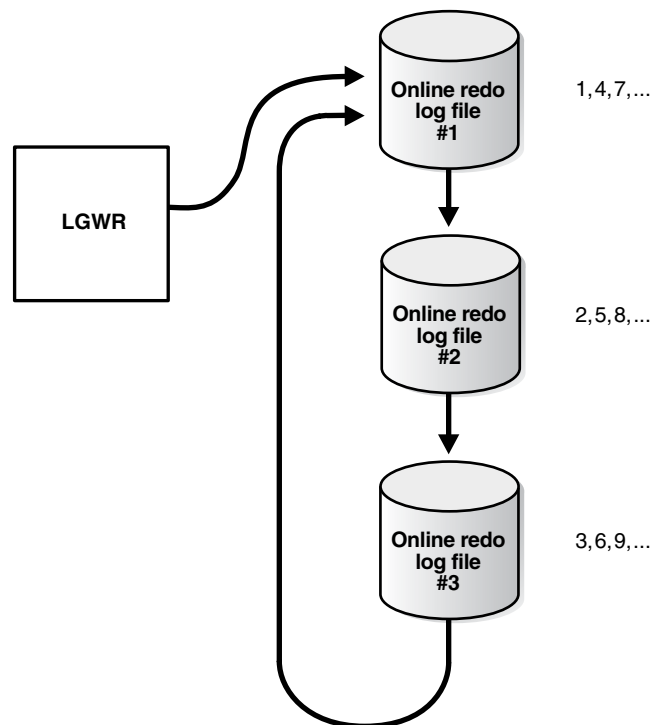 Online redo
log file
#1
1,4,7,...
LGWR
Online redo
log file
#2
2,5,8,...
Online redo
log file
#3
3,6,9,...